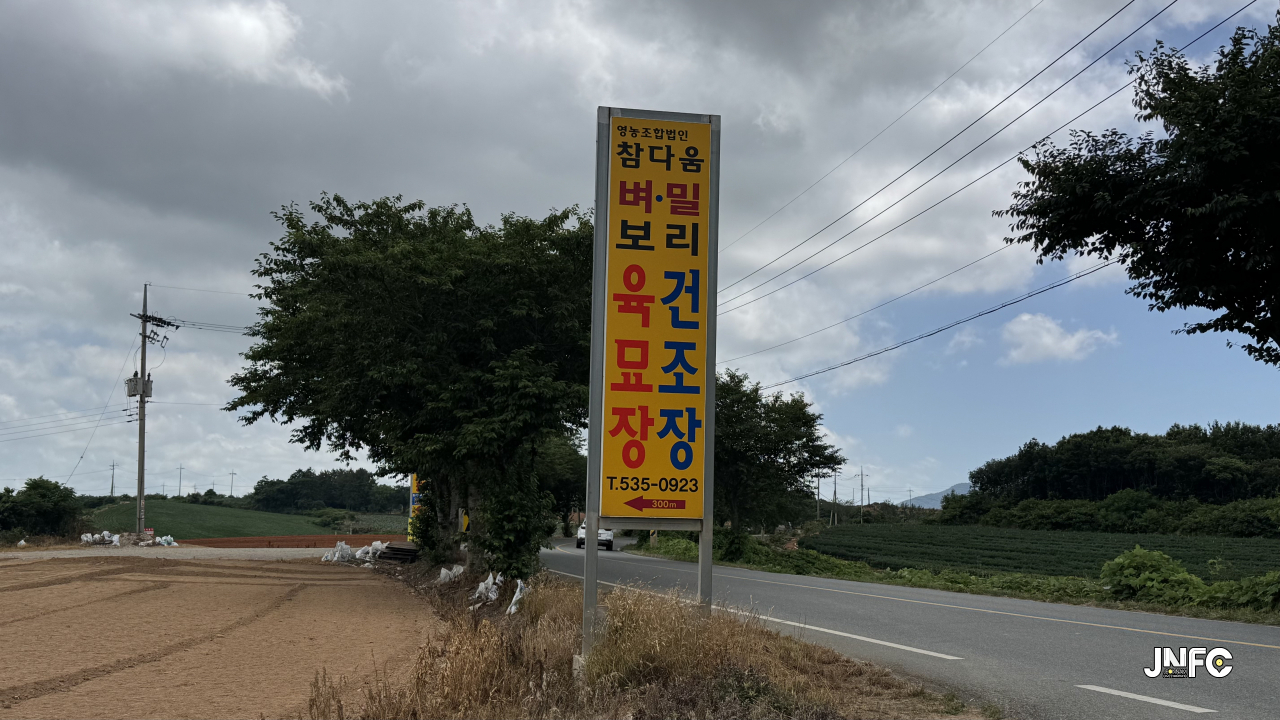 영농조합법인
참다움
벼·밀
보리
육묘장
건조장
T.535-0923
300m
JNFC